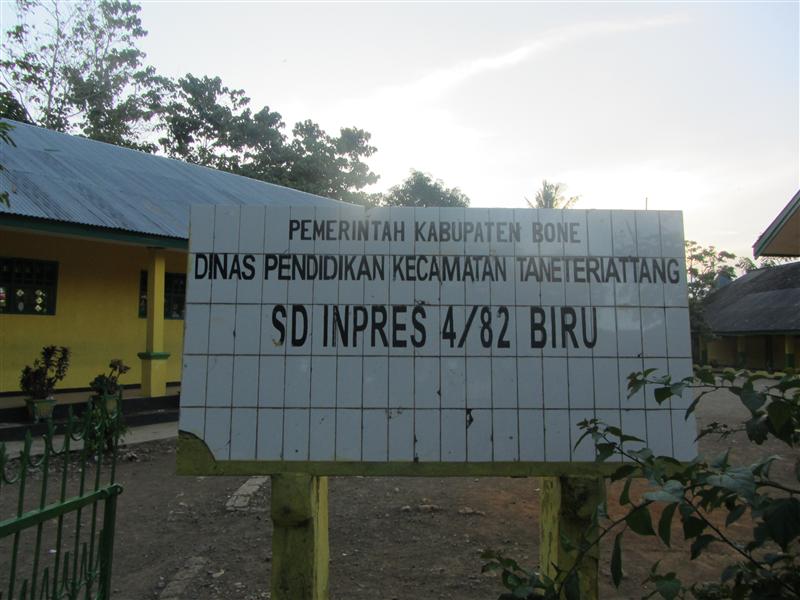 PEMERINTAH KABUPATEN BONE
DINAS PENDIDIKAN KECAMATAN TANETERIATTANG
SD INPRES 4/82 BIRU